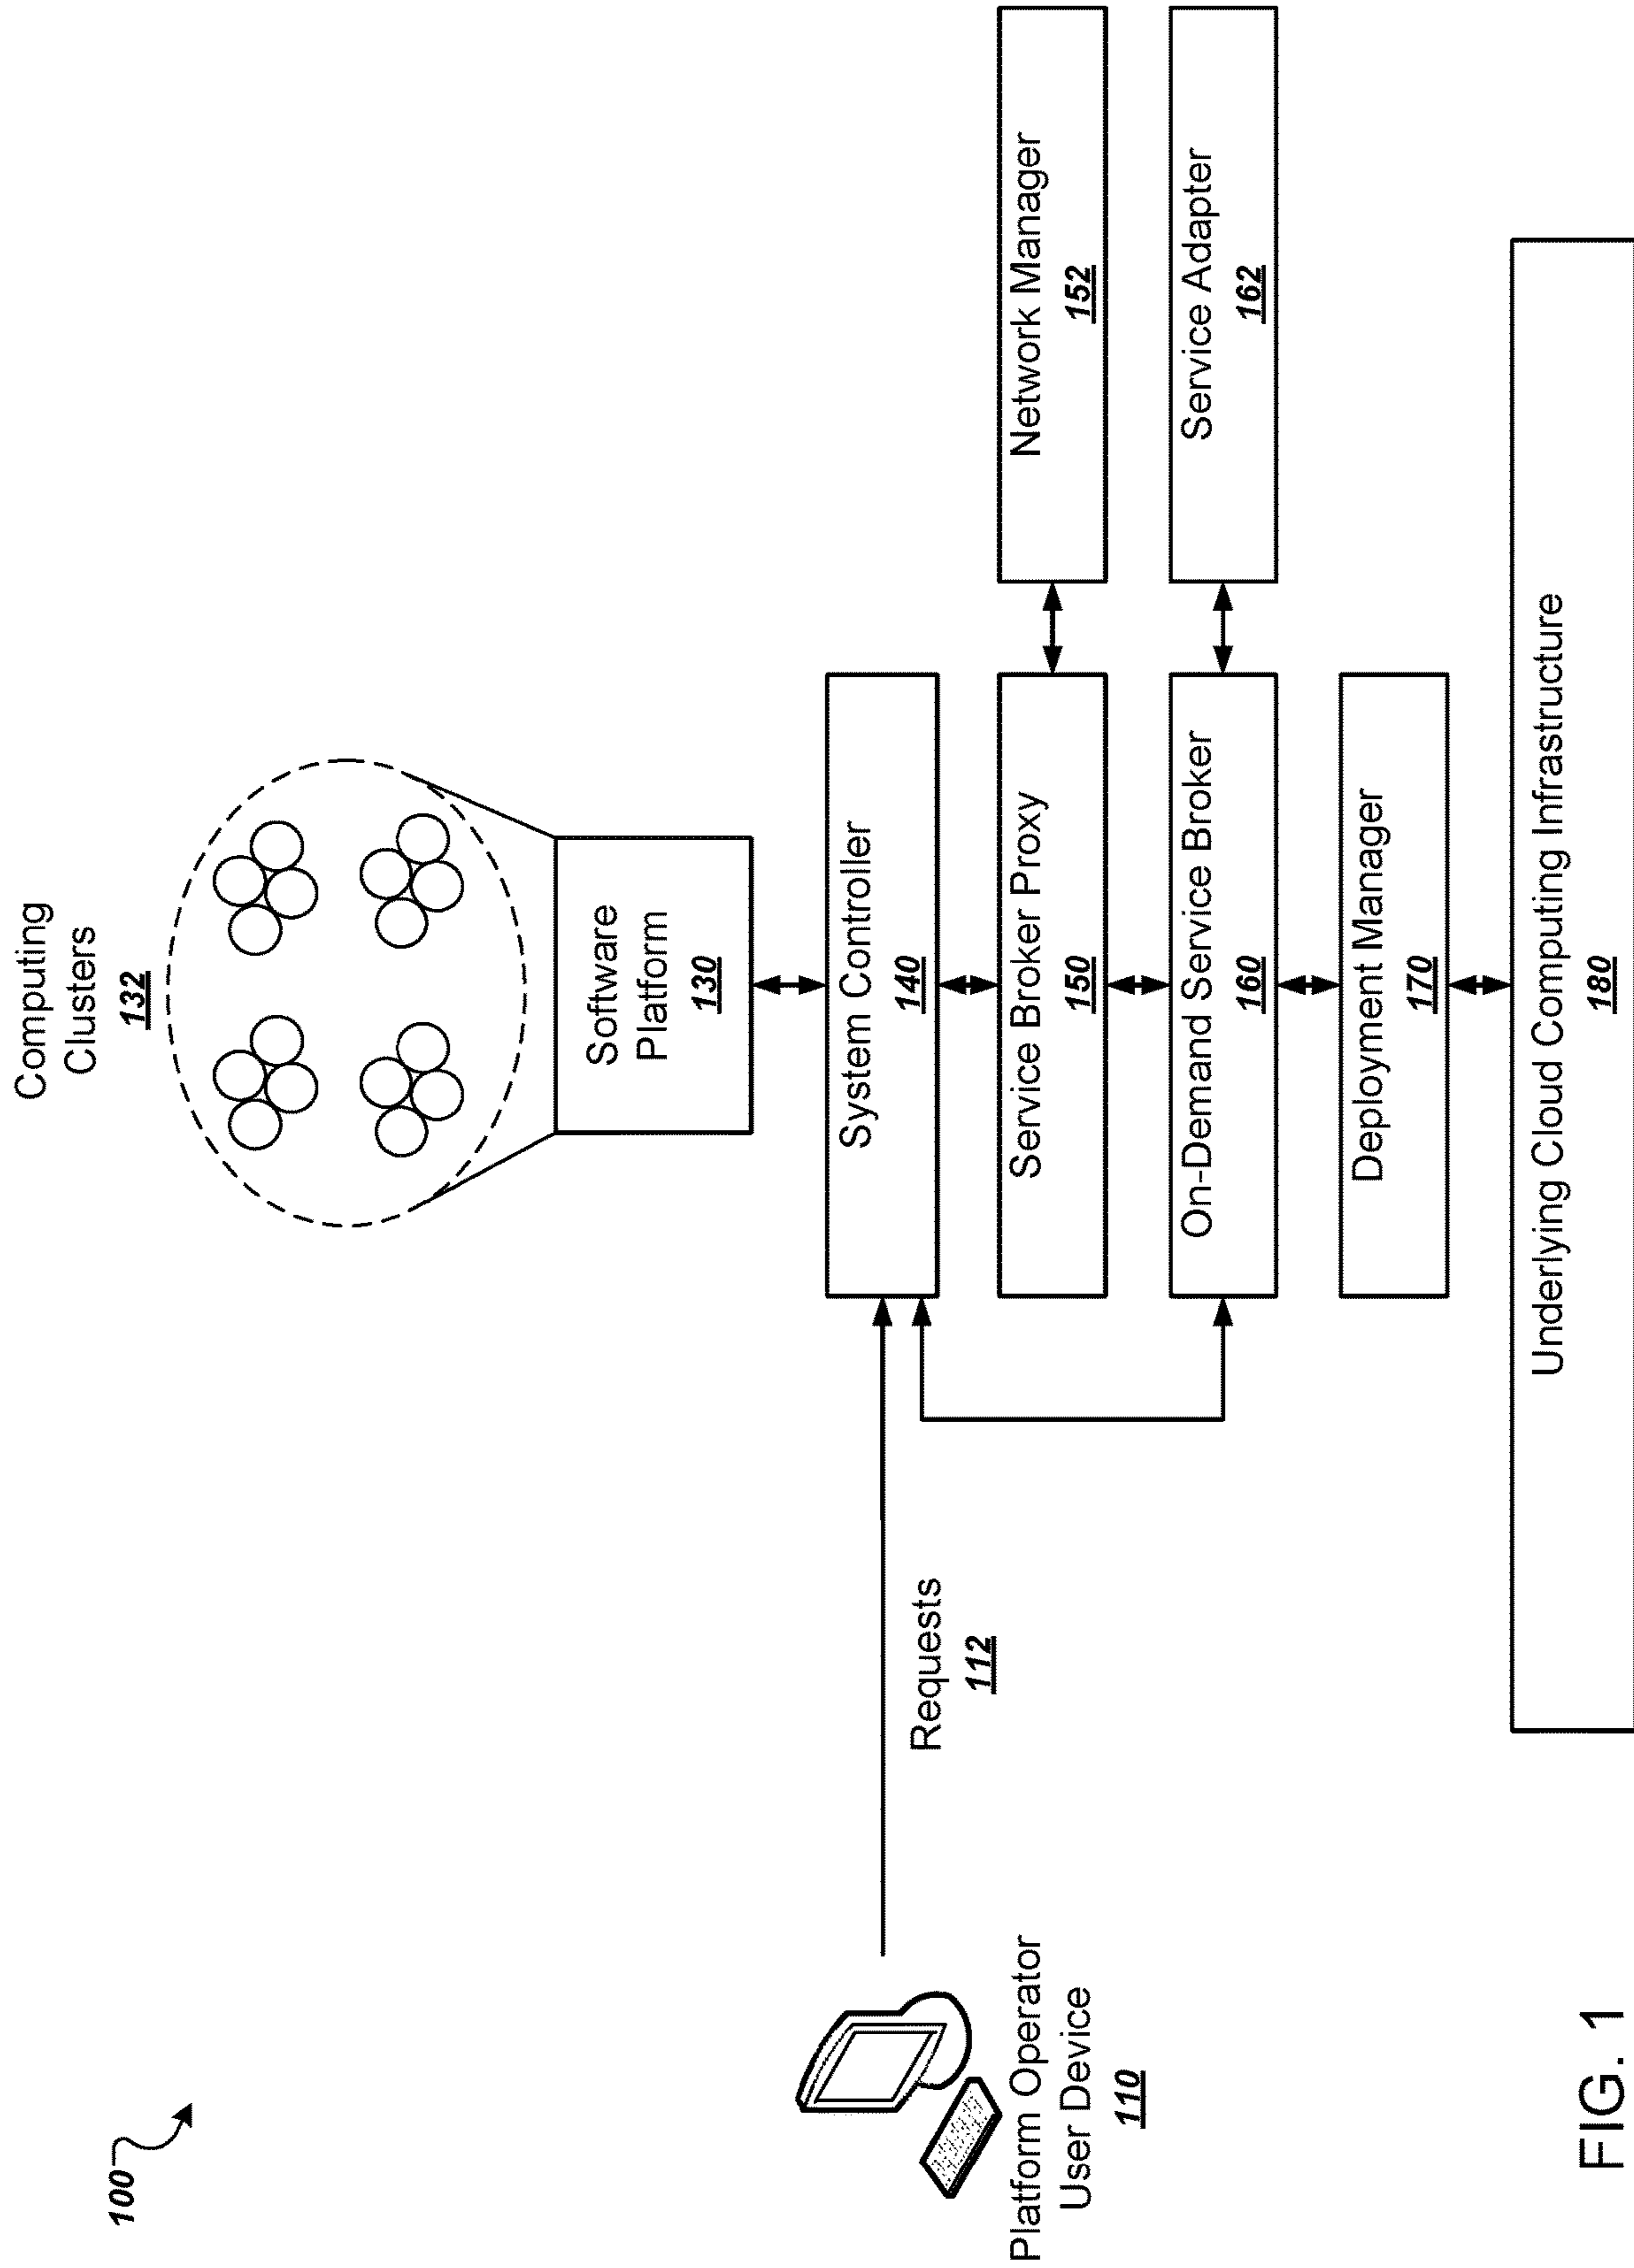 100
Computing
Clusters
132
Software
Platform
130
Platform Operator
User Device
110
Requests
112
System Controller
140
Service Broker Proxy
150
Network Manager
152
On-Demand Service Broker
160
Service Adapter
162
Deployment Manager
170
Underlying Cloud Computing Infrastructure
180
FIG. 1